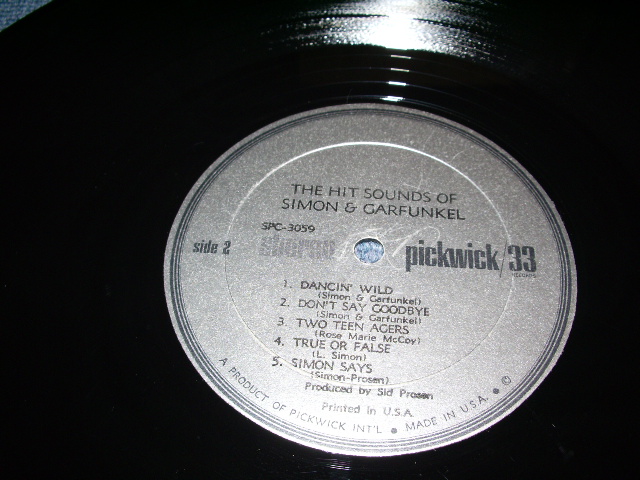 THE HIT SOUNDS OF
SIMON & GARFUNKEL
SPC-3059
side 2
stereo
pickwick/33
RECORDS
1. DANCIN' WILD
(Simon & Garfunkel)
2. DON'T SAY GOODBYE
(Simon & Garfunkel)
3. TWO TEEN AGERS
(Rose Marie McCoy)
4. TRUE OR FALSE
(L. Simon)
5. SIMON SAYS
(Simon-Prosen)
Produced by Sid Prosen
Printed in U.S.A.
A PRODUCT OF PICKWICK INT'L • MADE IN U.S.A. • ©